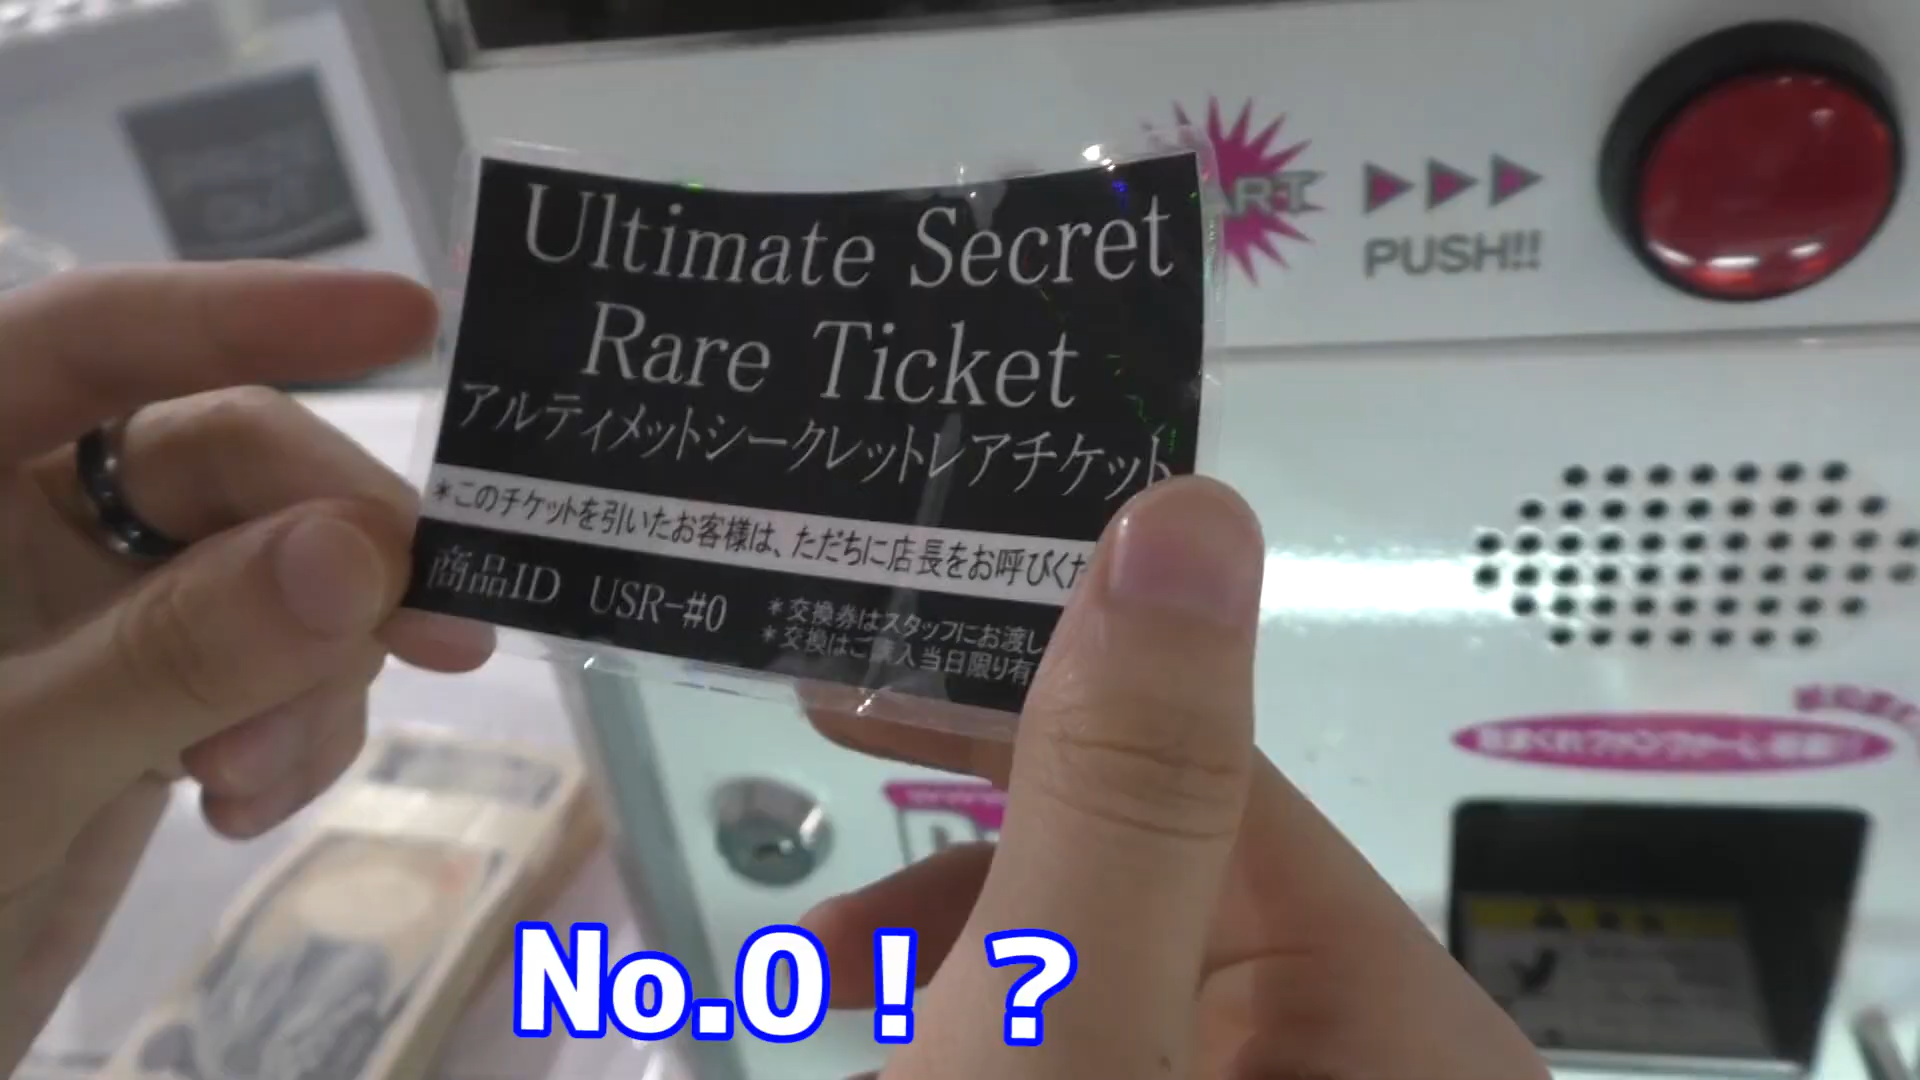 Ultimate Secret
Rare Ticket
アルティメットシークレットレアチケット
*このチケットを引いたお客様は、ただちに店長をお呼びくだ
商品ID USR-#0
*交換券はスタッフにお渡し
*交換はご購入当日限り有
ART
PUSH!!
No.0!?